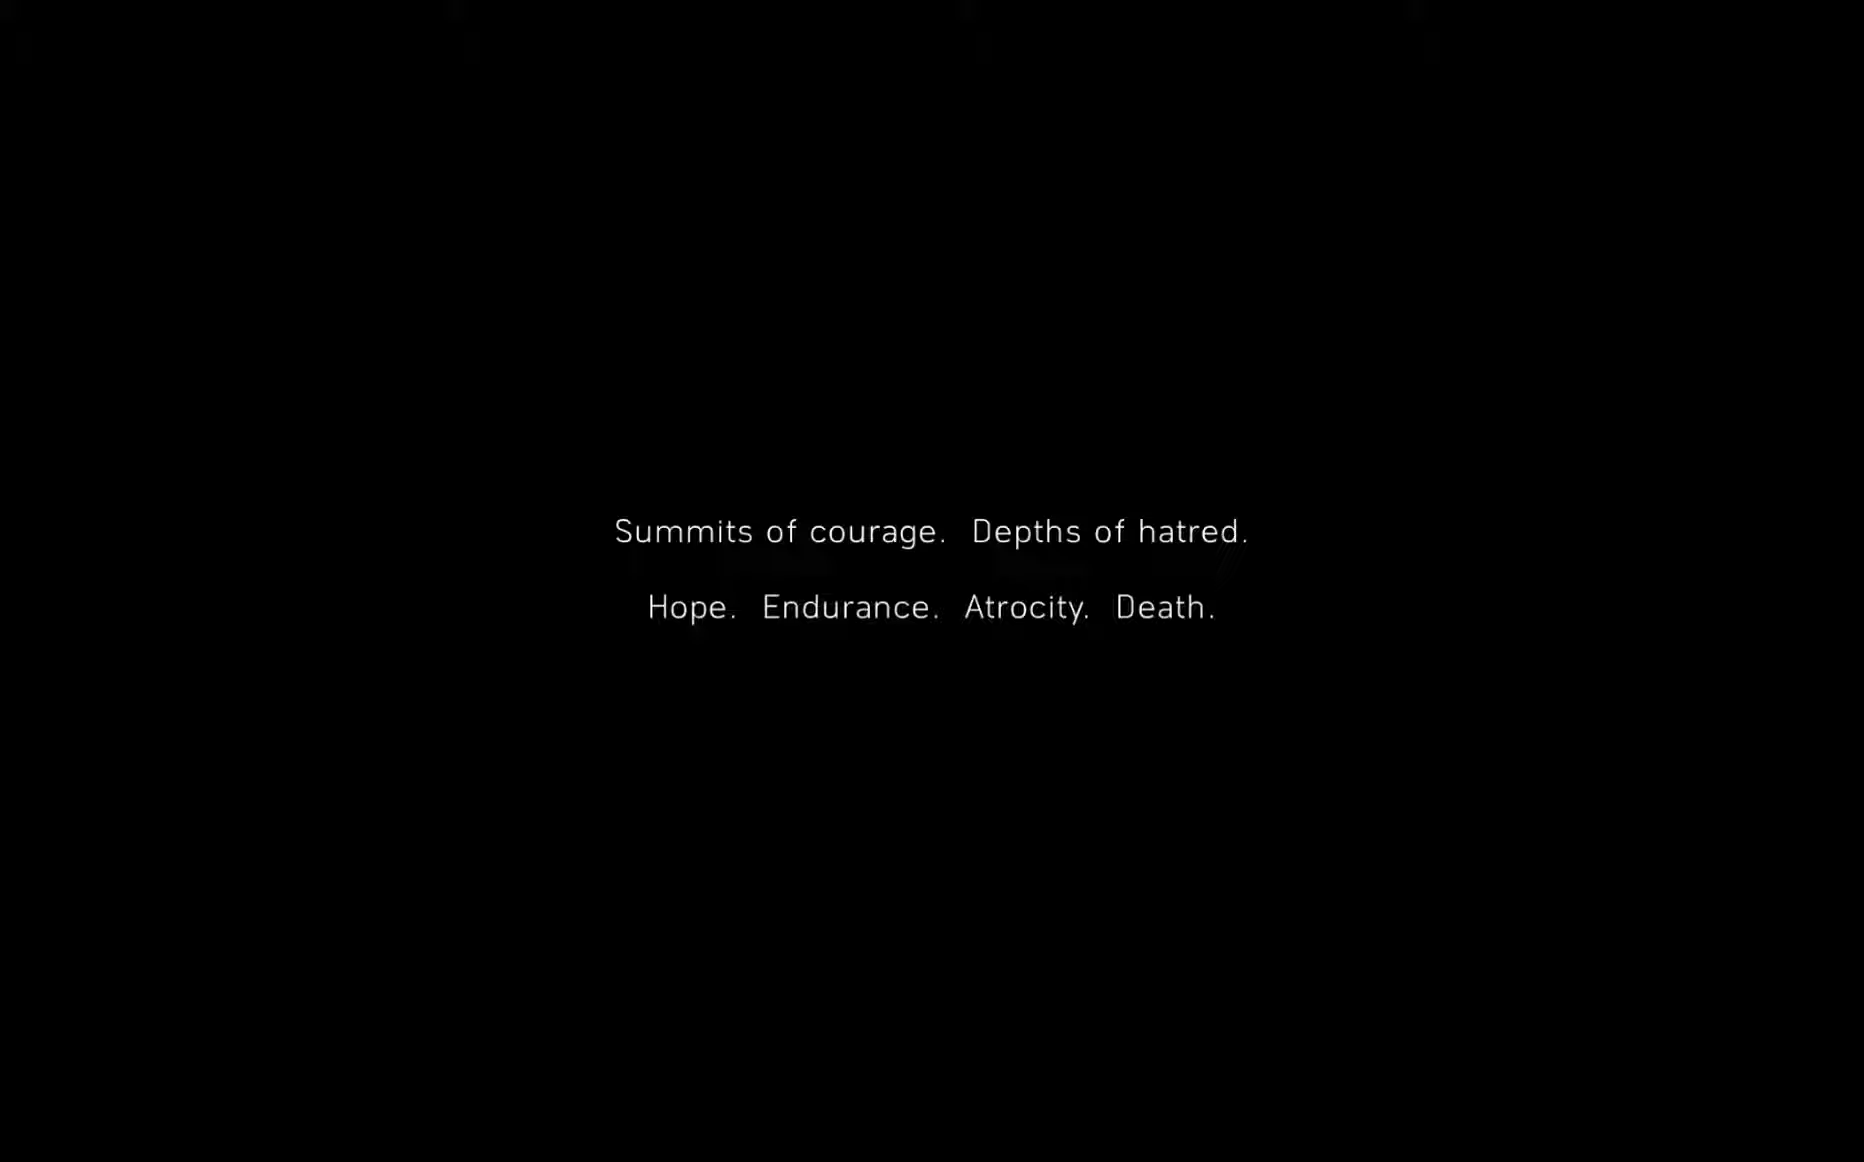 Summits of courage. Depths of hatred.
Hope. Endurance. Atrocity. Death.